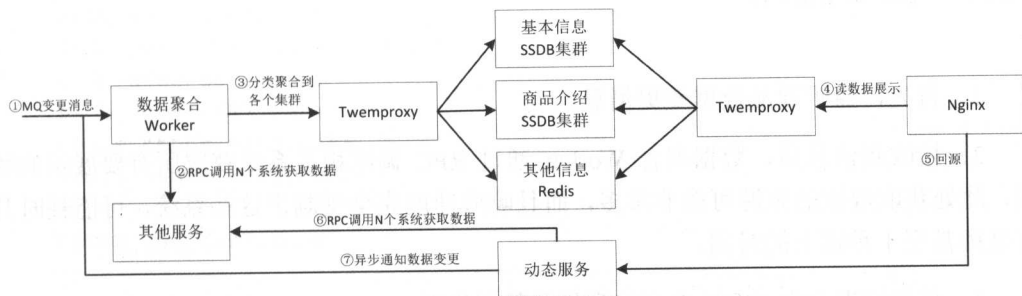 ①MQ变更消息
数据聚合
Worker
③分类聚合到
各个集群
Twemproxy
基本信息
SSDB集群
商品介绍
SSDB集群
其他信息
Redis
Twemproxy
④读数据展示
Nginx
②RPC调用N个系统获取数据
⑤回源
其他服务
⑥RPC调用N个系统获取数据
⑦异步通知数据变更
动态服务